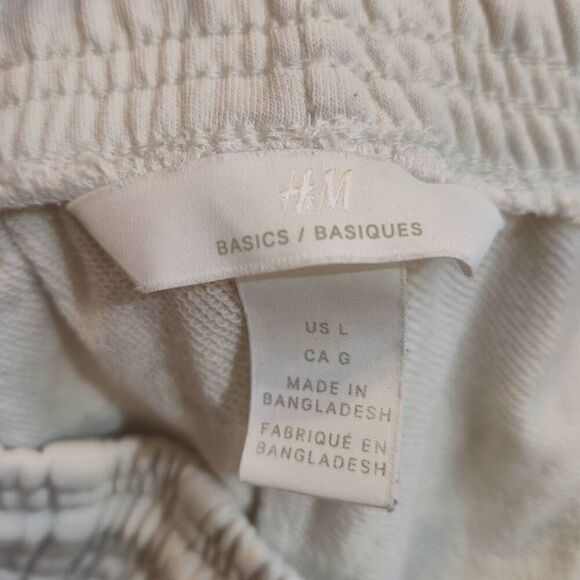 H&M
BASICS / BASIQUES
US L
CA G
MADE IN
BANGLADESH
FABRIQUÉ EN
BANGLADESH